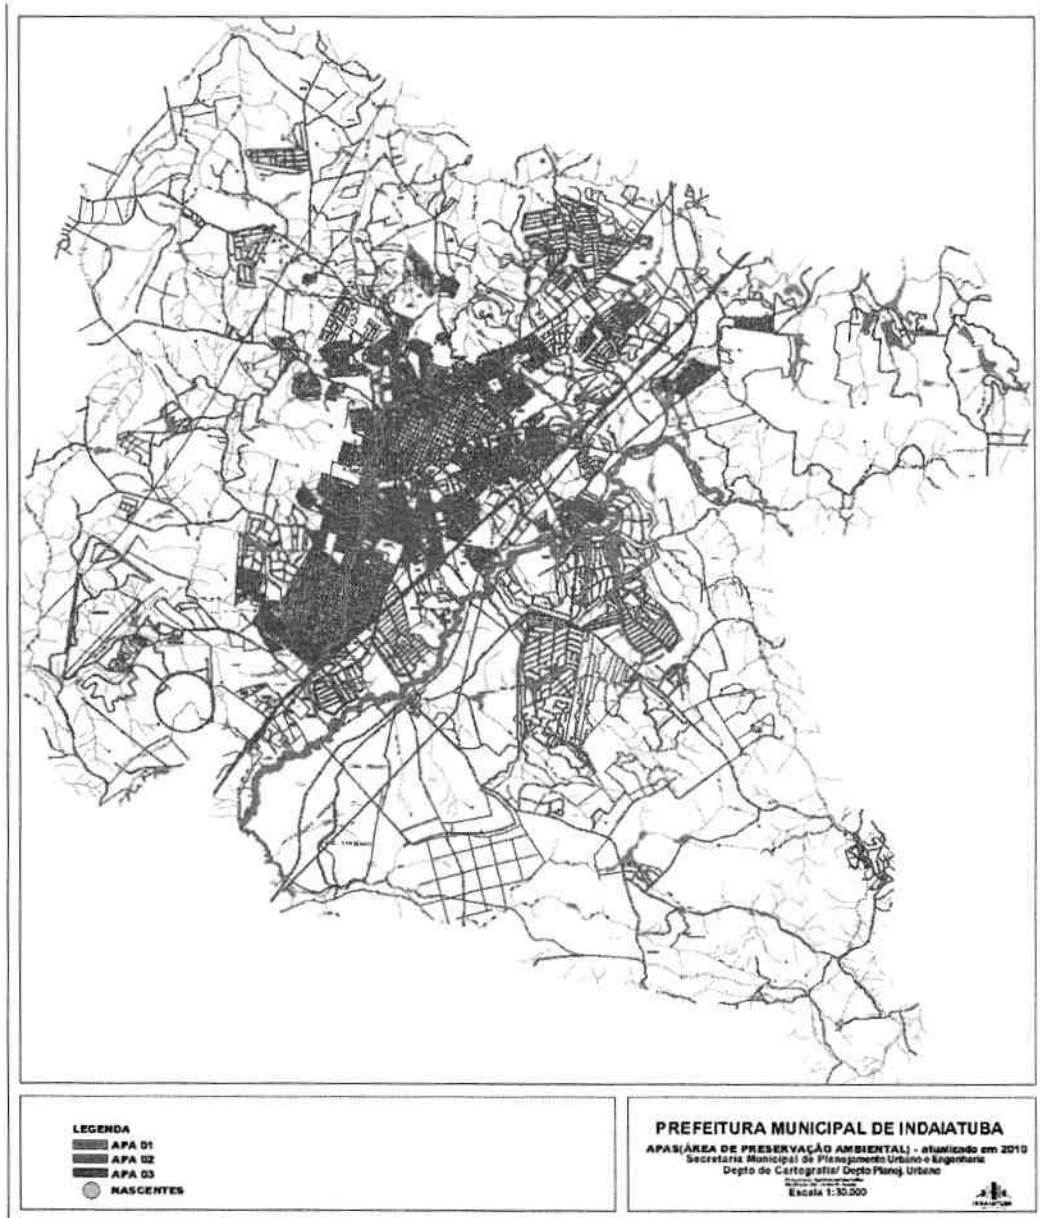 LEGENDA
APA 01
APA 02
APA 03
NASCENTES
PREFEITURA MUNICIPAL DE INDAIATUBA
APAS(ÁREA DE PRESERVAÇÃO AMBIENTAL) - atualizado em 2010
Secretaria Municipal de Planejamento Urbano e Engenharia
Depto de Cartografia/ Depto Planej. Urbano
Escala 1:30.000
INDAIATUBA